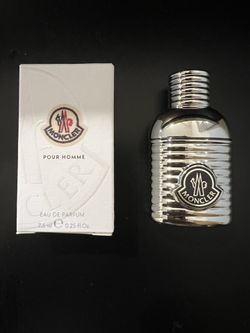 MONCLER
POUR HOMME
EAU DE PARFUM
7.5 ml ℮ 0.25 fl.oz.
MONCLER